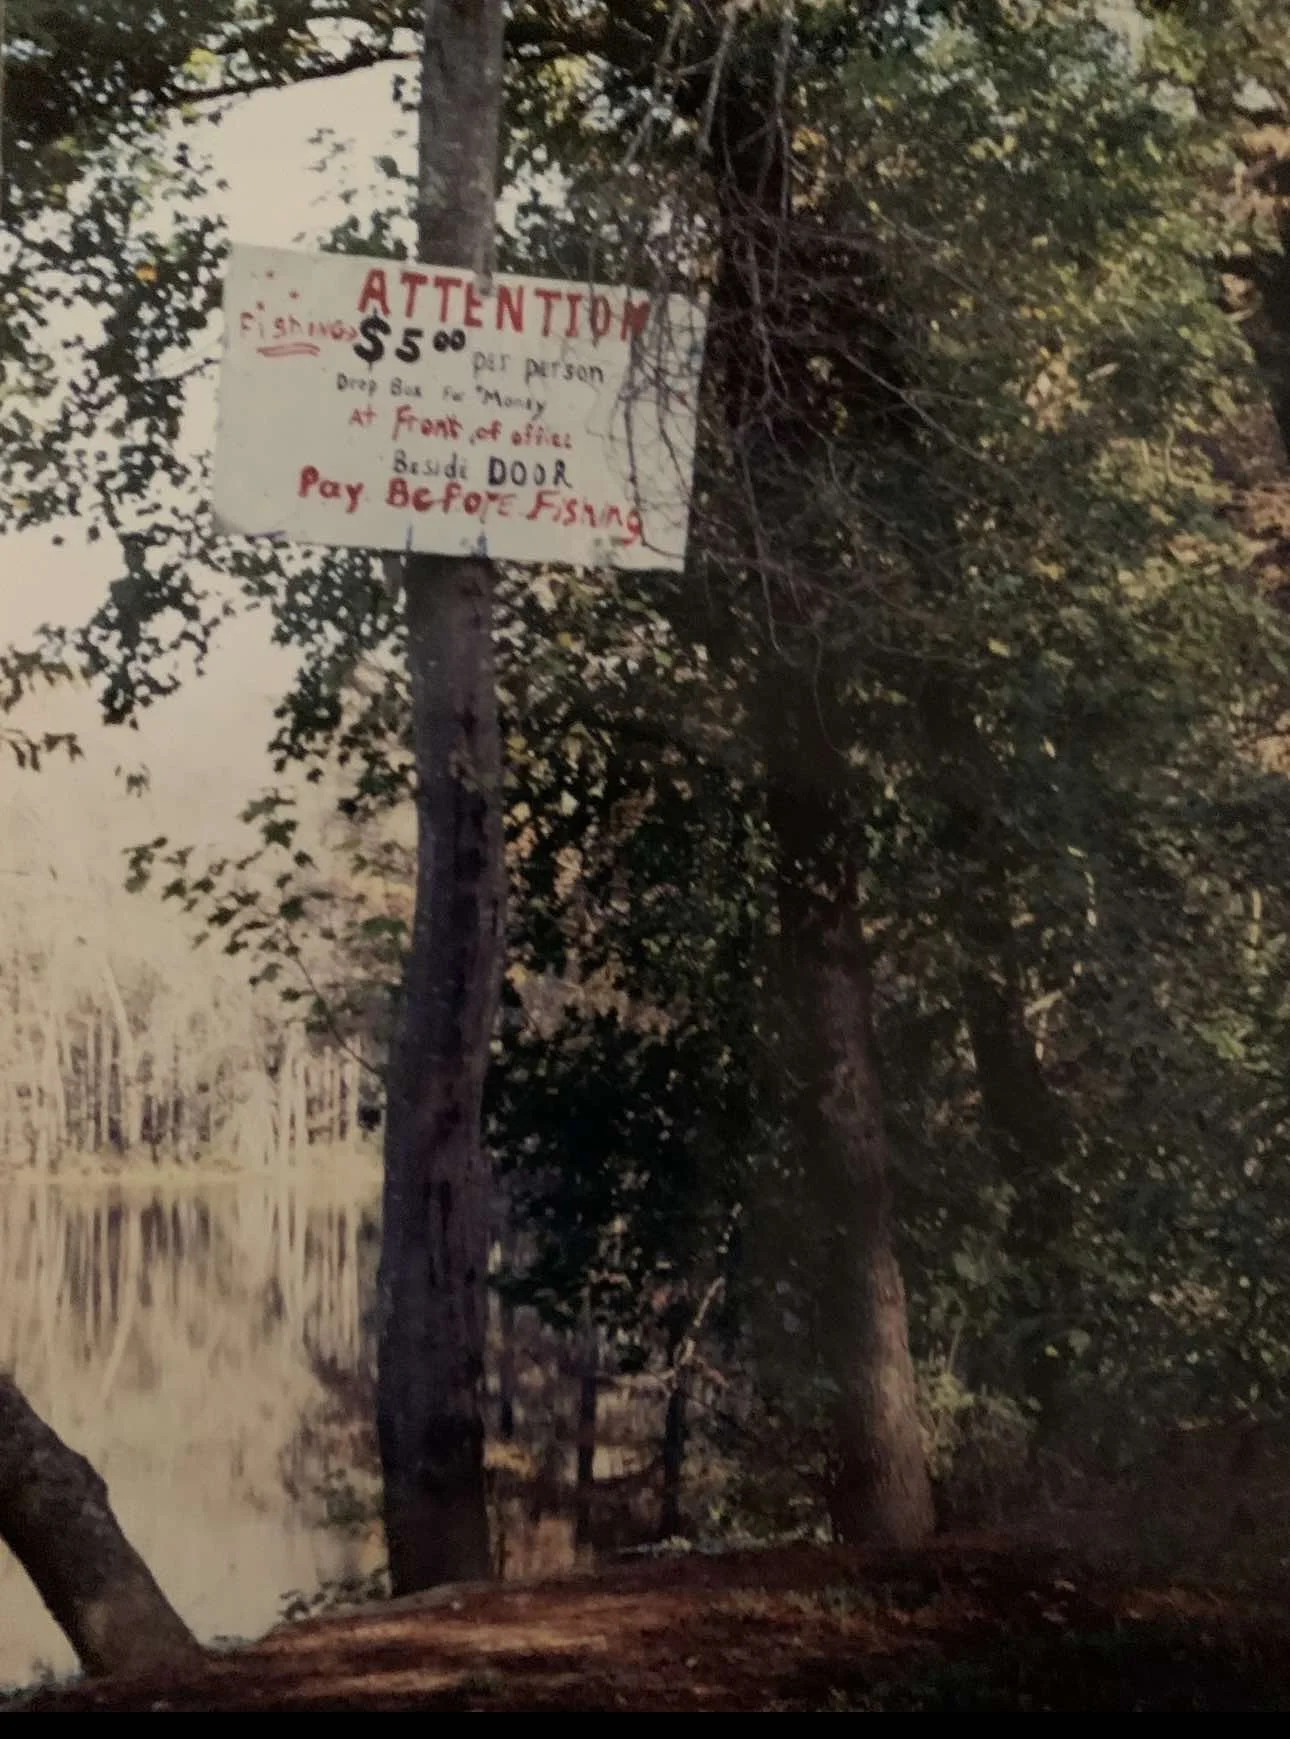 ATTENTION
Fishing $5.00 per person
Drop Box For "Money
At Front of office
Beside DOOR
Pay Before Fishing